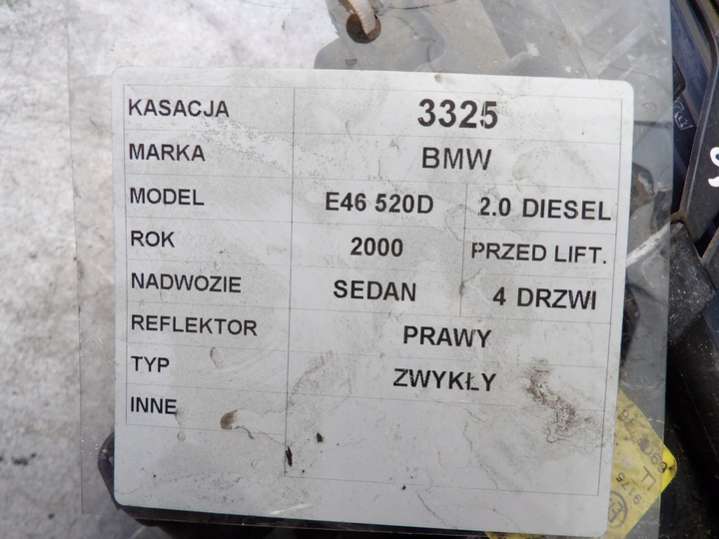 KASACJA 3325
MARKA BMW
MODEL E46 520D 2.0 DIESEL
ROK 2000 PRZED LIFT.
NADWOZIE SEDAN 4 DRZWI
REFLEKTOR PRAWY
TYP ZWYKŁY
INNE